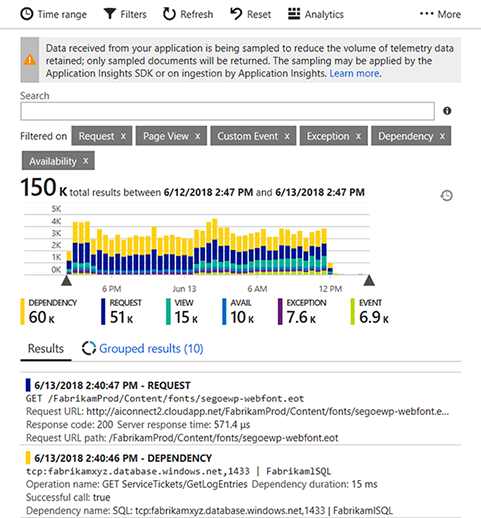 Time range Filters Refresh Reset Analytics ··· More
Data received from your application is being sampled to reduce the volume of telemetry data
retained; only sampled documents will be returned. The sampling may be applied by the
Application Insights SDK or on ingestion by Application Insights. Learn more.
Search
Filtered on Request x Page View x Custom Event x Exception x Dependency x
Availability x
150 K total results between 6/12/2018 2:47 PM and 6/13/2018 2:47 PM
5K
4K
3K
2K
1K
0K
6 PM Jun 13 6 AM 12 PM
DEPENDENCY REQUEST VIEW AVAIL EXCEPTION EVENT
60 K 51 K 15 K 10 K 7.6 K 6.9 K
Results Grouped results (10)
6/13/2018 2:40:47 PM - REQUEST
GET /FabrikamProd/Content/fonts/segoewp-webfont.eot
Request URL: http://aiconnect2.cloudapp.net/FabrikamProd/Content/fonts/segoewp-webfont.e...
Response code: 200 Server response time: 571.4 µs
Request URL path: /FabrikamProd/Content/fonts/segoewp-webfont.eot
6/13/2018 2:40:46 PM - DEPENDENCY
tcp:fabrikamxyz.database.windows.net,1433 | FabrikamlSQL
Operation name: GET ServiceTickets/GetLogEntries Dependency duration: 15 ms
Successful call: true
Dependency name: SQL: tcp:fabrikamxyz.database.windows.net,1433 | FabrikamlSQL